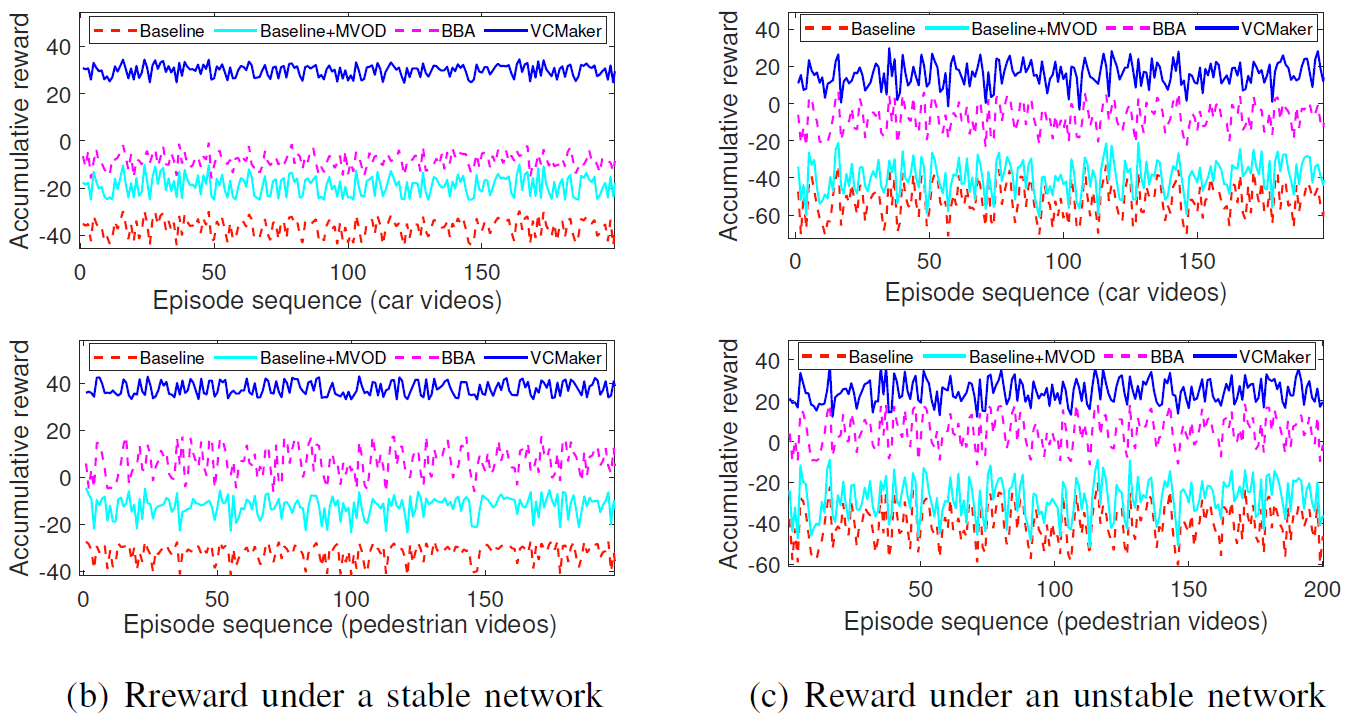 Accumulative reward
Baseline Baseline+MVOD BBA VCMaker
40
20
0
-20
-40
0 50 100 150
Episode sequence (car videos)
Accumulative reward
Baseline Baseline+MVOD BBA VCMaker
40
20
0
-20
-40
-60
0 50 100 150
Episode sequence (car videos)
Accumulative reward
Baseline Baseline+MVOD BBA VCMaker
40
20
0
-20
-40
0 50 100 150
Episode sequence (pedestrian videos)
Accumulative reward
Baseline Baseline+MVOD BBA VCMaker
40
20
0
-20
-40
-60
50 100 150 200
Episode sequence (pedestrian videos)
(b) Rreward under a stable network
(c) Reward under an unstable network